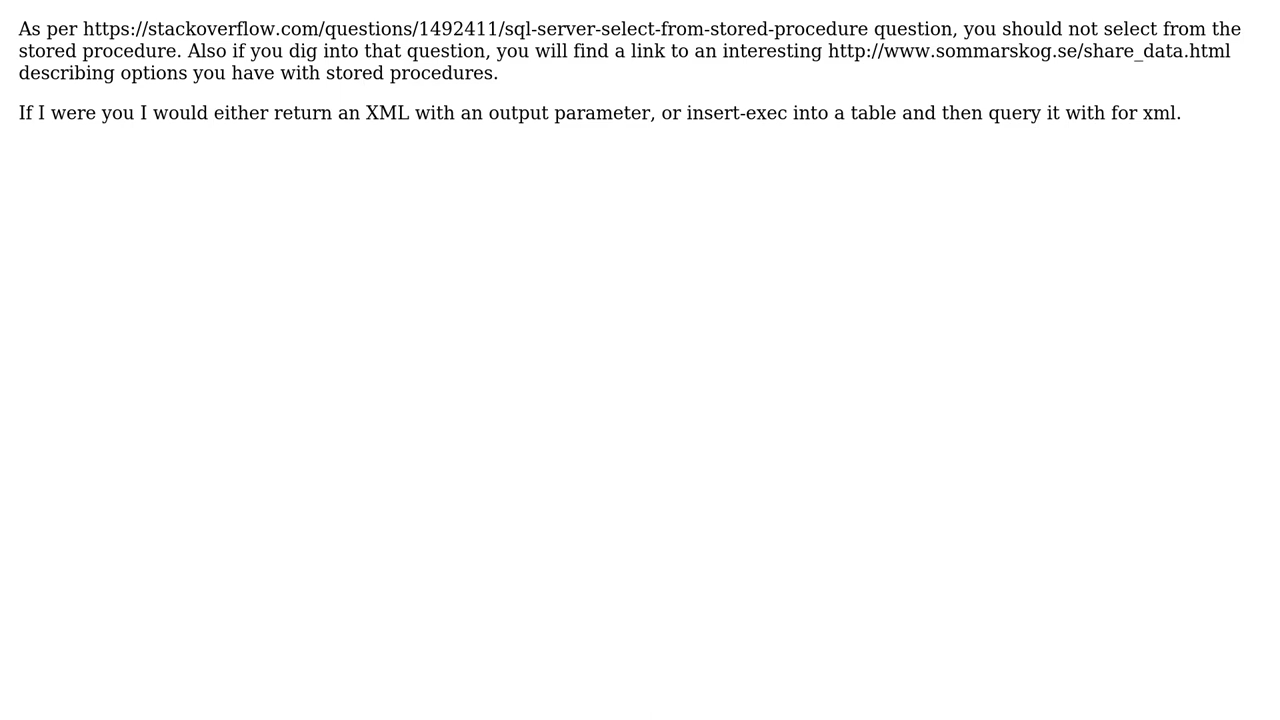 As per https://stackoverflow.com/questions/1492411/sql-server-select-from-stored-procedure question, you should not select from the
stored procedure. Also if you dig into that question, you will find a link to an interesting http://www.sommarskog.se/share_data.html
describing options you have with stored procedures.
If I were you I would either return an XML with an output parameter, or insert-exec into a table and then query it with for xml.